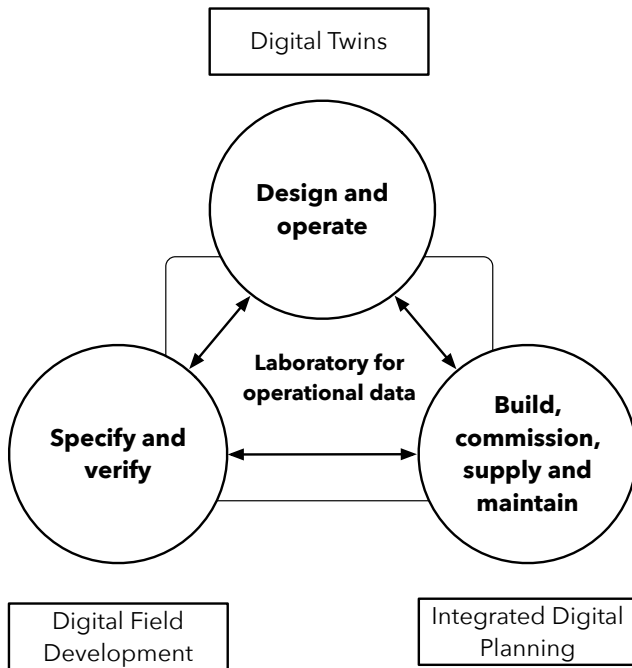 Digital Twins
Design and
operate
Laboratory for
operational data
Specify and
verify
Build,
commission,
supply and
maintain
Digital Field
Development
Integrated Digital
Planning